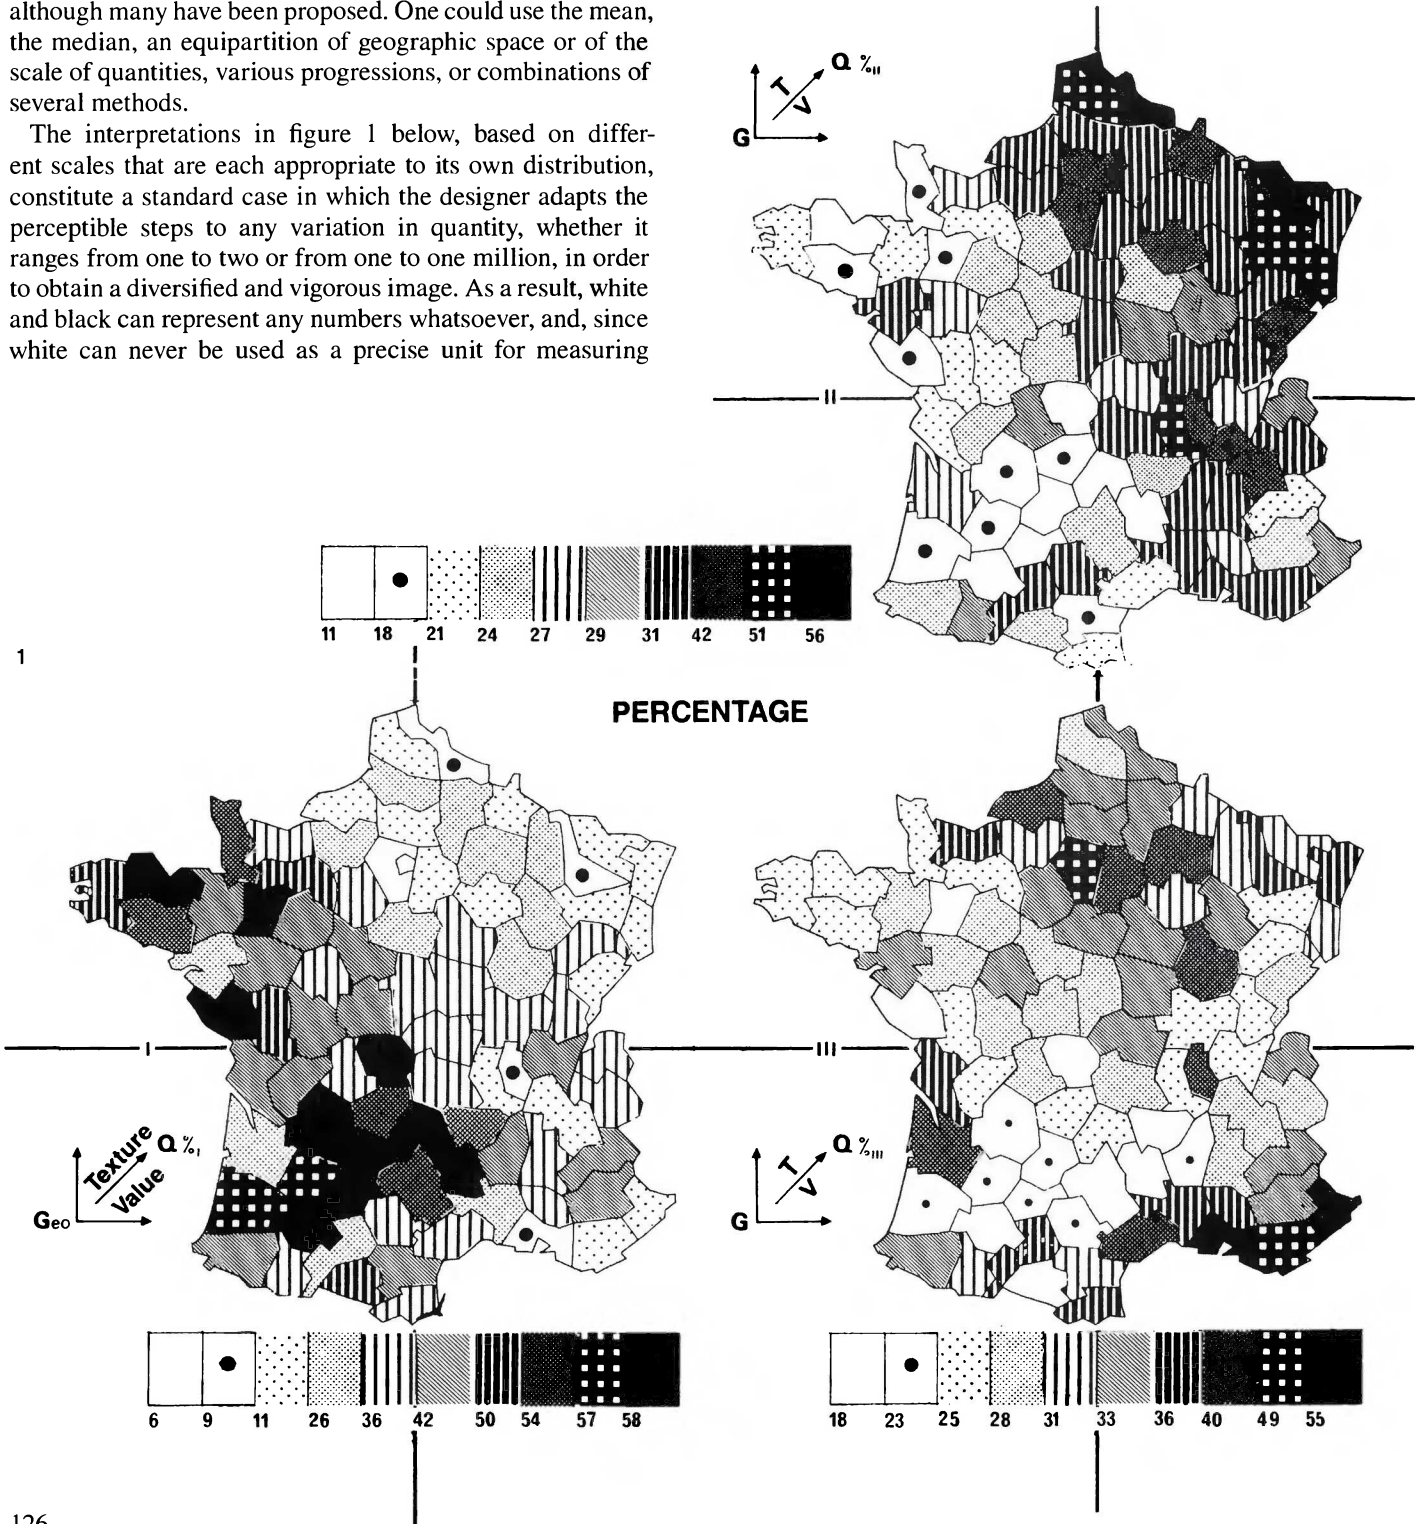 although many have been proposed. One could use the mean,
the median, an equipartition of geographic space or of the
scale of quantities, various progressions, or combinations of
several methods.
The interpretations in figure 1 below, based on differ-
ent scales that are each appropriate to its own distribution,
constitute a standard case in which the designer adapts the
perceptible steps to any variation in quantity, whether it
ranges from one to two or from one to one million, in order
to obtain a diversified and vigorous image. As a result, white
and black can represent any numbers whatsoever, and, since
white can never be used as a precise unit for measuring
Q %II
T
V
G
II
11 18 21 24 27 29 31 42 51 56
1
PERCENTAGE
I
III
Texture
Q %I
Value
Geo
T
Q %III
V
G
6 9 11 26 36 42 50 54 57 58
18 23 25 28 31 33 36 40 49 55
126